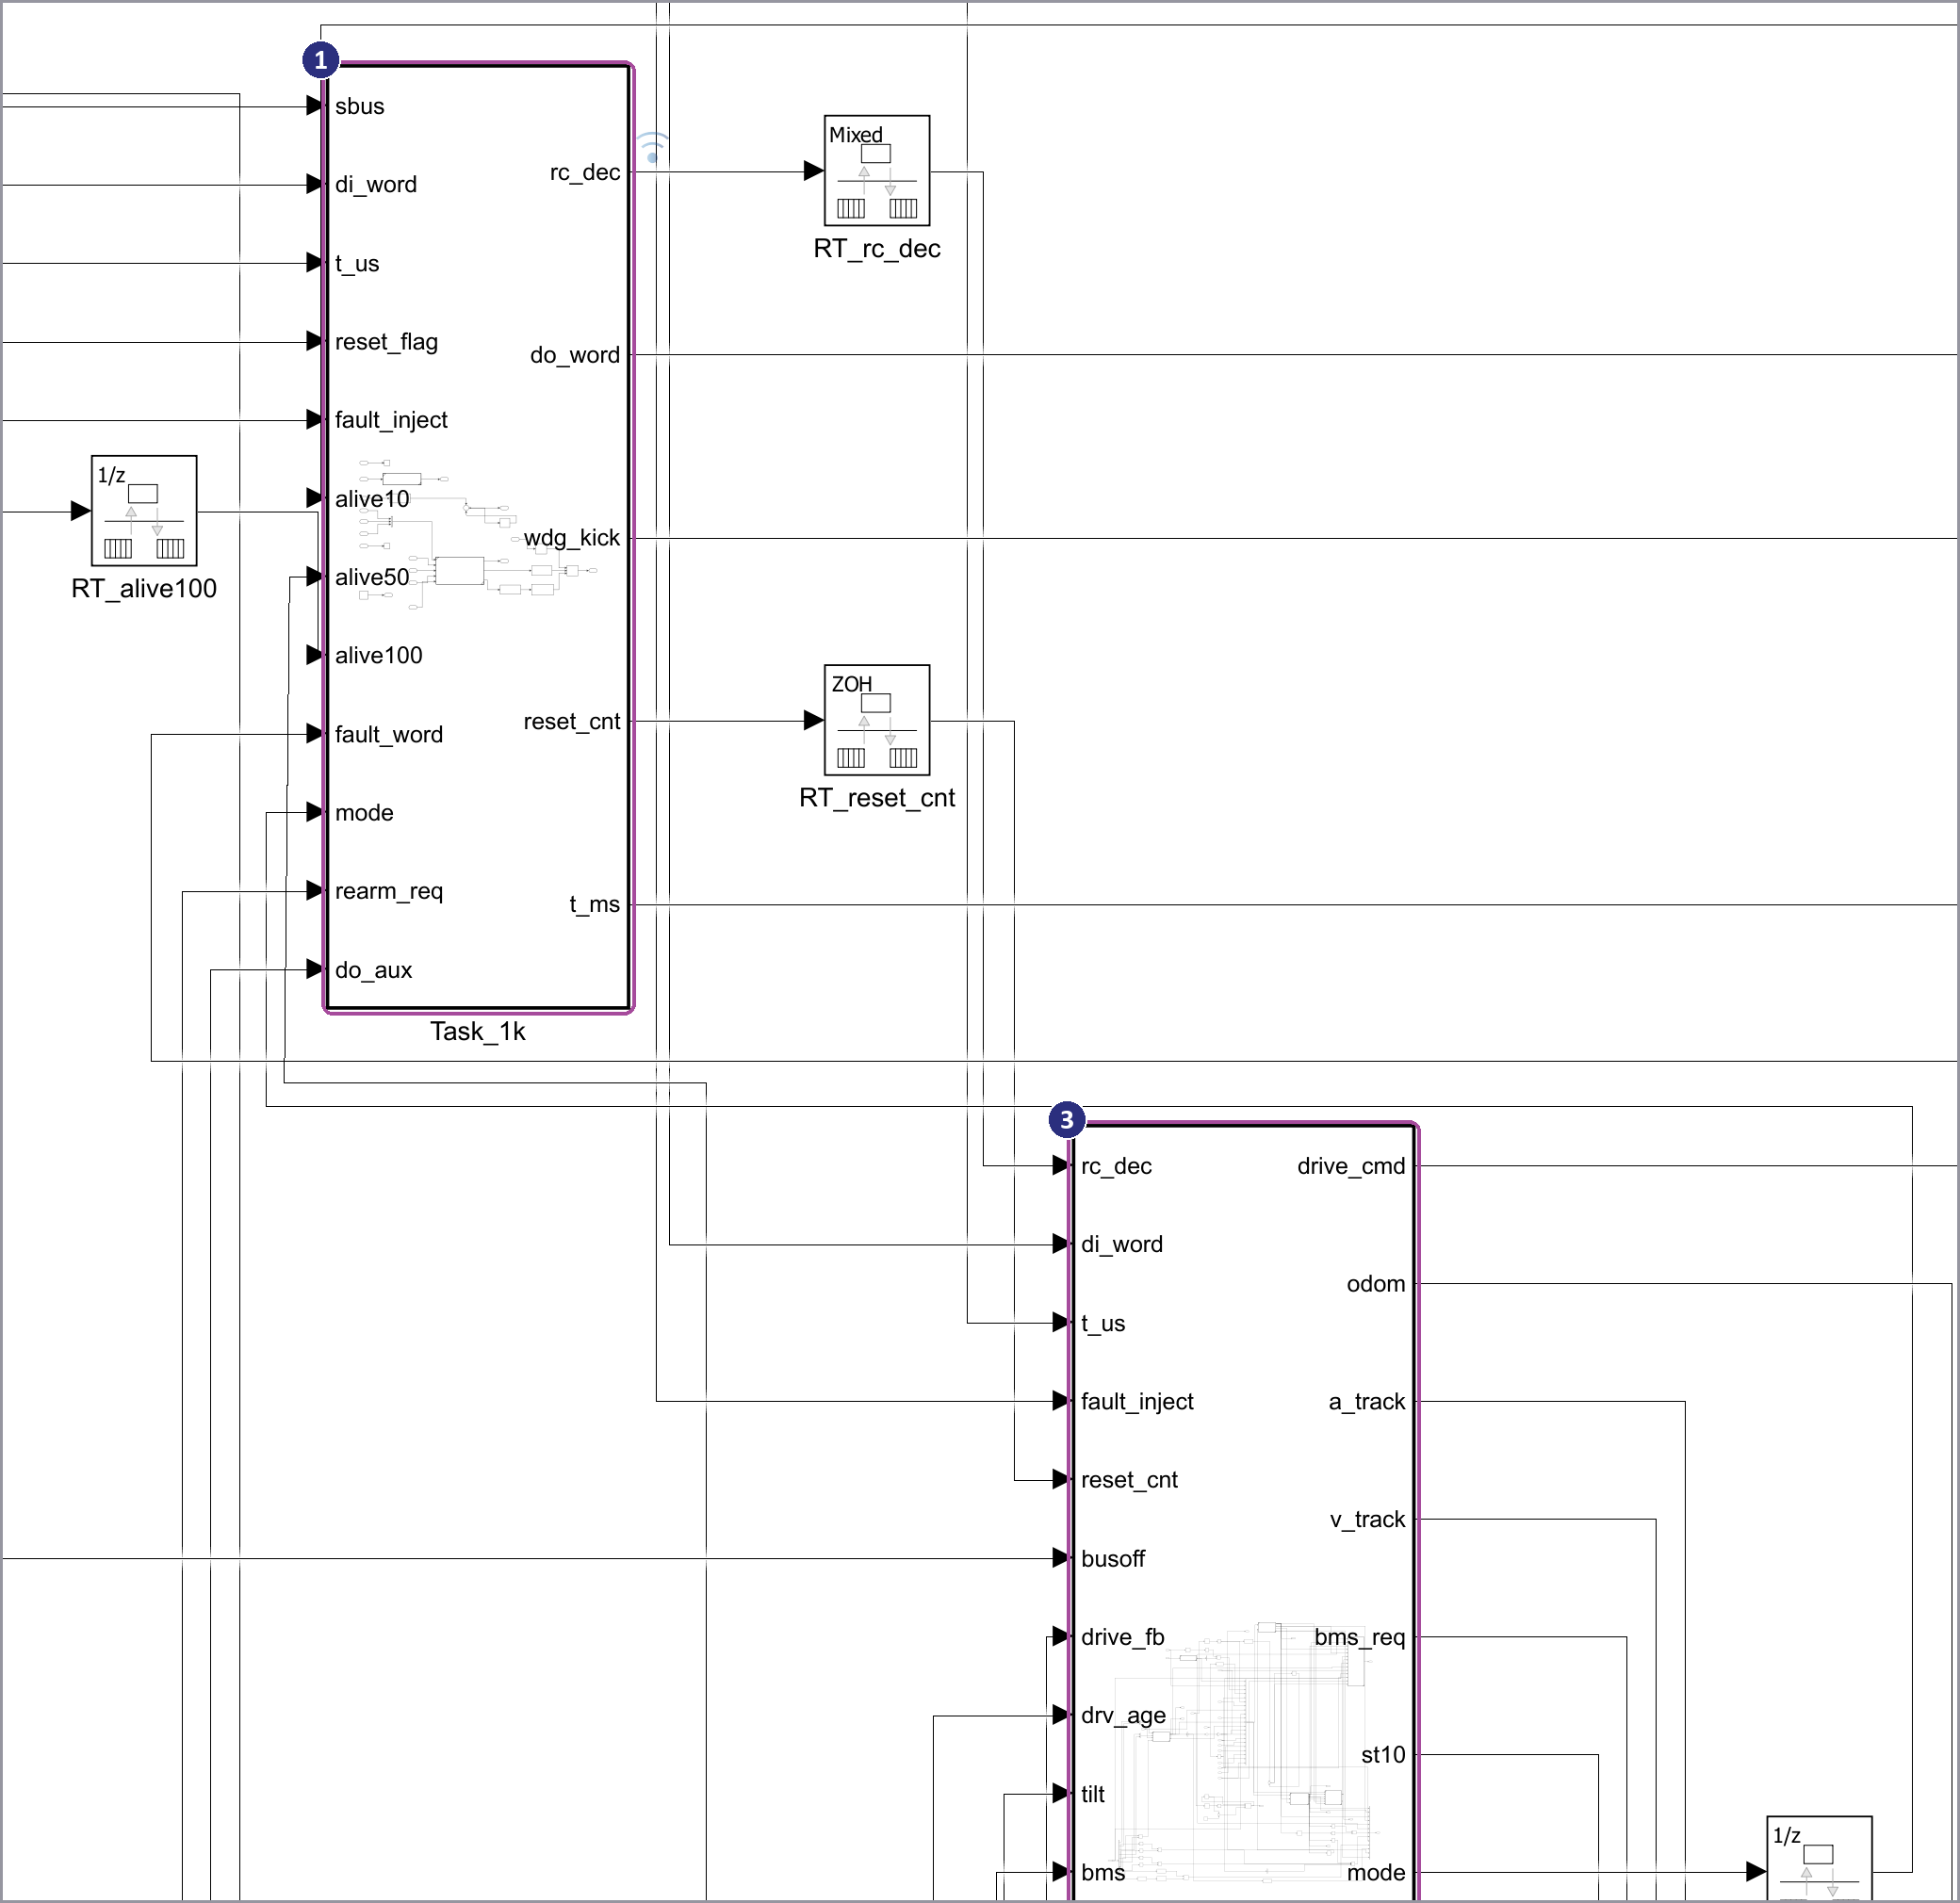 1
sbus
di_word
t_us
reset_flag
fault_inject
alive10
alive50
alive100
fault_word
mode
rearm_req
do_aux
rc_dec
do_word
wdg_kick
reset_cnt
t_ms
Task_1k
1/z
RT_alive100
Mixed
RT_rc_dec
ZOH
RT_reset_cnt
3
rc_dec
di_word
t_us
fault_inject
reset_cnt
busoff
drive_fb
drv_age
tilt
bms
drive_cmd
odom
a_track
v_track
bms_req
st10
mode
1/z